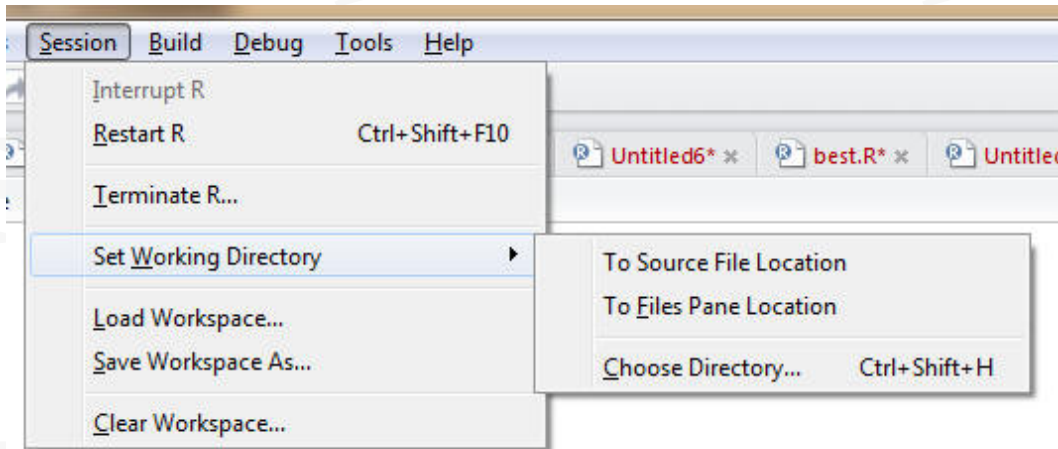 Session Build Debug Tools Help
Interrupt R
Restart R Ctrl+Shift+F10
Untitled6* × best.R* × Untitled
Terminate R...
Set Working Directory
To Source File Location
To Files Pane Location
Choose Directory... Ctrl+Shift+H
Load Workspace...
Save Workspace As...
Clear Workspace...